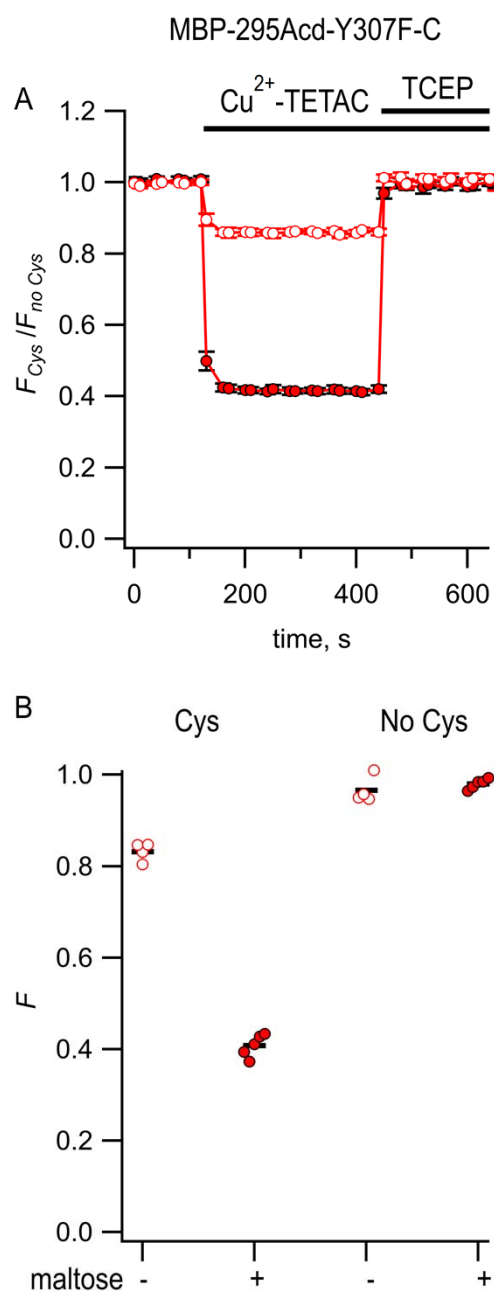 MBP-295Acd-Y307F-C
A
Cu²⁺-TETAC
TCEP
1.2
1.0
0.8
0.6
0.4
0.2
0.0
F_Cys /F_no Cys
0
200
400
600
time, s
B
Cys
No Cys
1.0
0.8
0.6
0.4
0.2
0.0
F
maltose - + - +